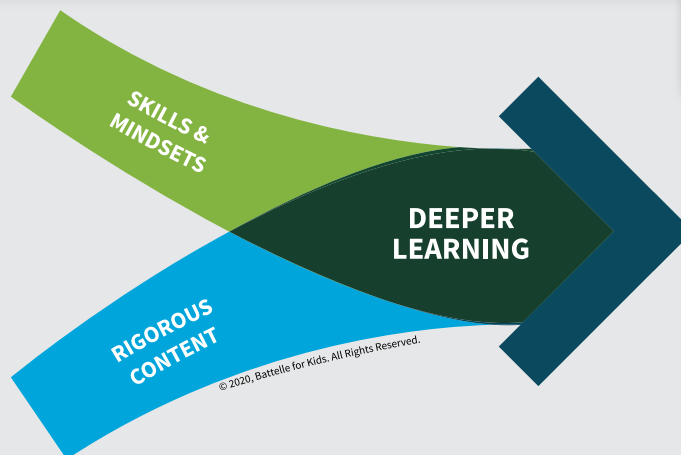 SKILLS &
MINDSETS
DEEPER
LEARNING
RIGOROUS
CONTENT
© 2020, Battelle for Kids. All Rights Reserved.